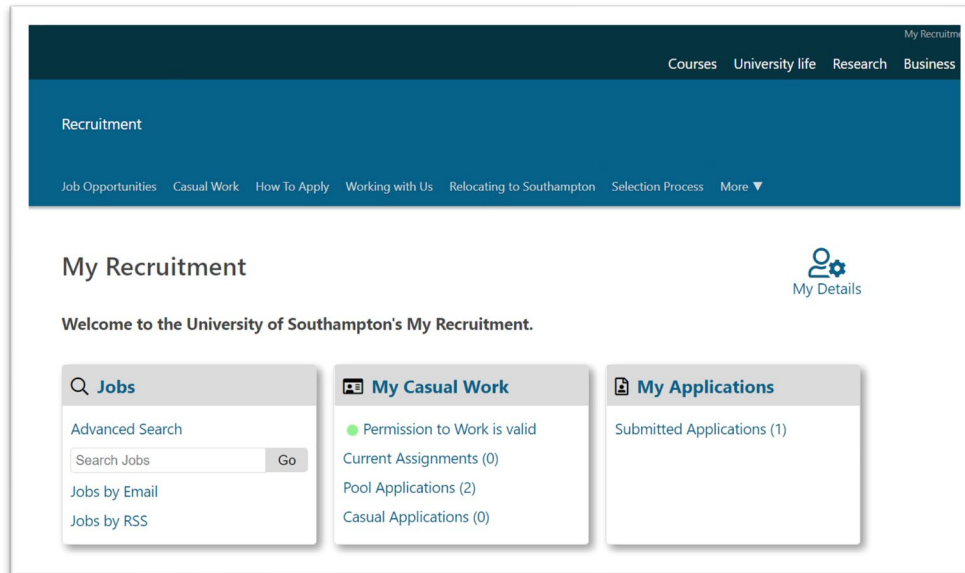 My Recruitme
Courses University life Research Business
Recruitment
Job Opportunities Casual Work How To Apply Working with Us Relocating to Southampton Selection Process More ▼
My Recruitment
My Details
Welcome to the University of Southampton's My Recruitment.
Jobs
Advanced Search
Search Jobs Go
Jobs by Email
Jobs by RSS
My Casual Work
Permission to Work is valid
Current Assignments (0)
Pool Applications (2)
Casual Applications (0)
My Applications
Submitted Applications (1)